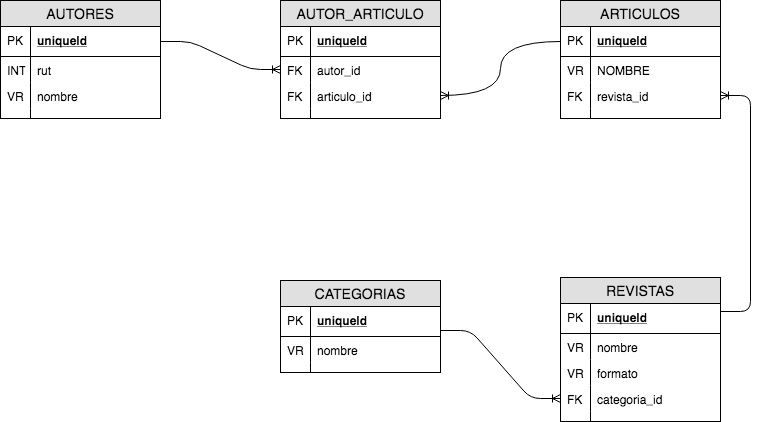 AUTORES
PK uniqueId
INT rut
VR nombre
AUTOR_ARTICULO
PK uniqueId
FK autor_id
FK articulo_id
ARTICULOS
PK uniqueId
VR NOMBRE
FK revista_id
CATEGORIAS
PK uniqueId
VR nombre
REVISTAS
PK uniqueId
VR nombre
VR formato
FK categoria_id